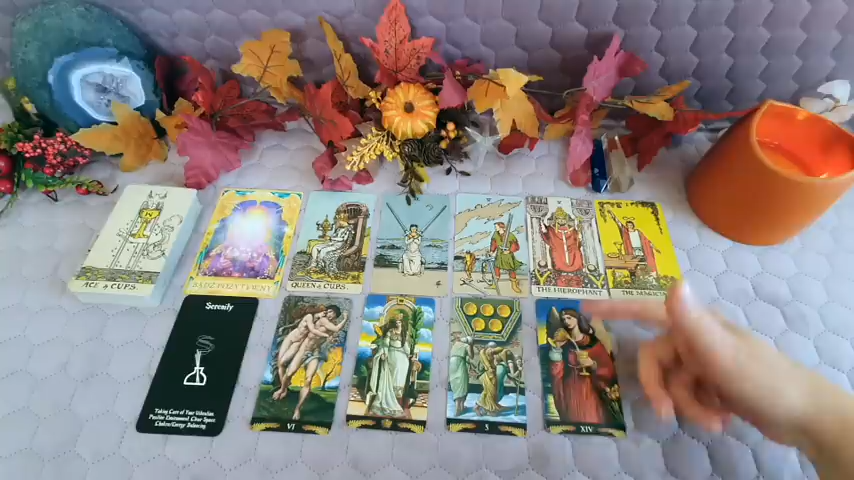 ACE of CUPS.
QUEEN of CUPS.
THE HIEROPHANT
THE MAGICIAN
Serenity
Taking Care of Your Vibration
Positive Environment Clear Space
Chakra/Energy Balancing
VI
5
XIV